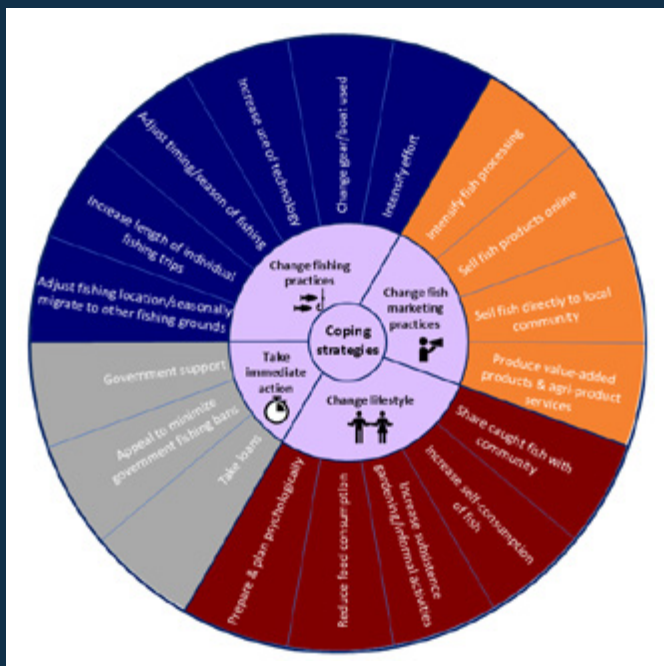 Coping
strategies
Change fishing
practices
Adjust fishing location/seasonally
migrate to other fishing grounds
Increase length of individual
fishing trips
Adjust timing/season of fishing
Increase use of technology
Change gear/boat used
Intensify effort
Change fish
marketing
practices
Intensify fish processing
Sell fish products online
Sell fish directly to local
community
Produce value-added
products & agri-product
services
Change lifestyle
Share caught fish with
community
Increase self-consumption
of fish
Increase subsistence
gardening/informal activities
Reduce feed consumption
Prepare & plan psychologically
Take
immediate
action
Take loans
Appeal to minimize
government fishing bans
Government support